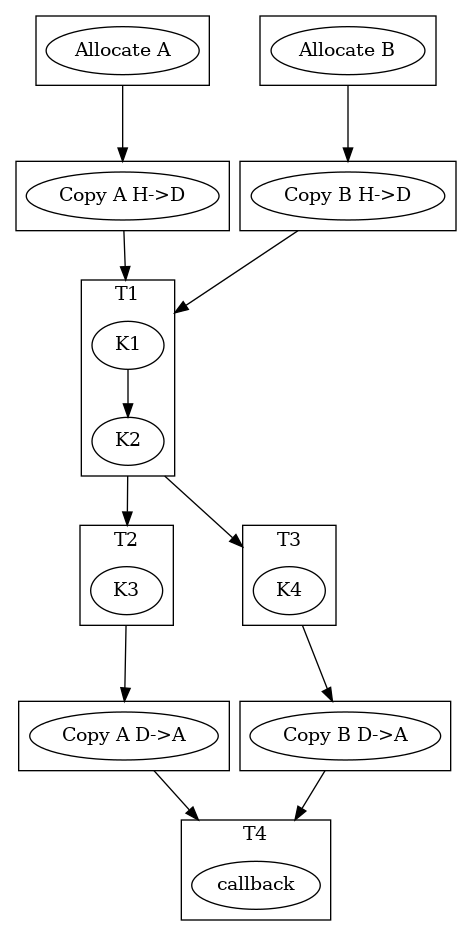 Allocate A
Allocate B
Copy A H->D
Copy B H->D
T1
K1
K2
T2
T3
K3
K4
Copy A D->A
Copy B D->A
T4
callback